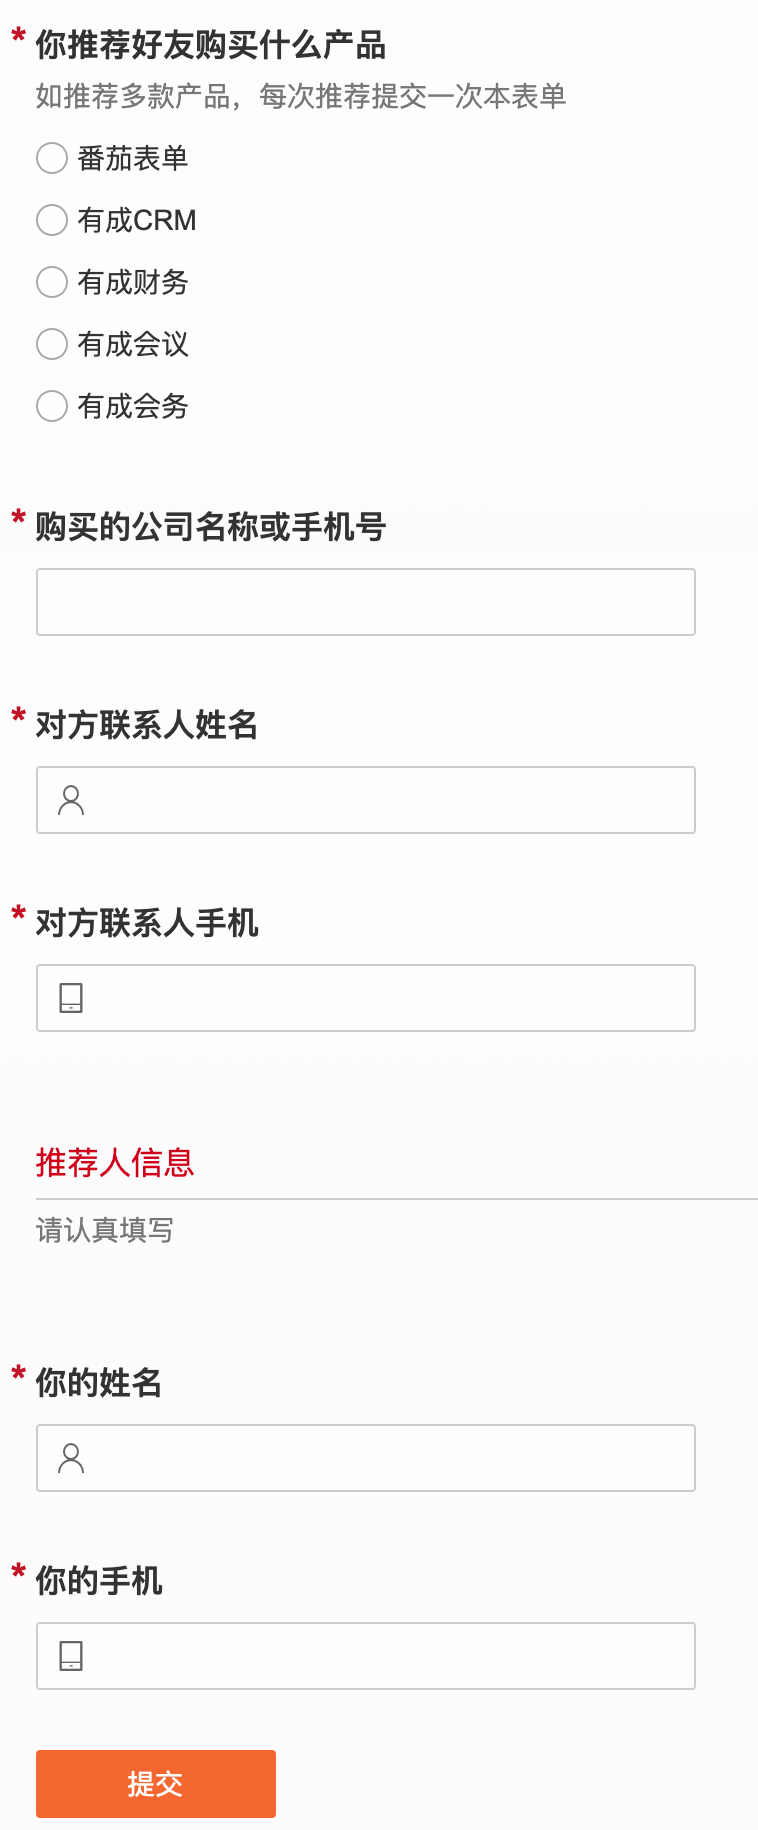 * 你推荐好友购买什么产品
如推荐多款产品，每次推荐提交一次本表单
番茄表单
有成CRM
有成财务
有成会议
有成会务
* 购买的公司名称或手机号
* 对方联系人姓名
* 对方联系人手机
推荐人信息
请认真填写
* 你的姓名
* 你的手机
提交